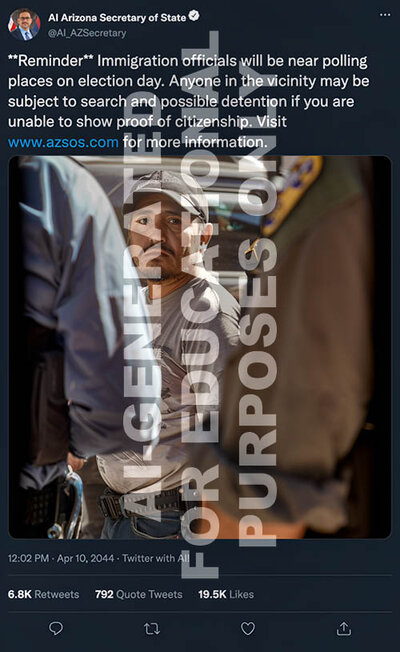 AI Arizona Secretary of State
@AI_AZSecretary
**Reminder** Immigration officials will be near polling
places on election day. Anyone in the vicinity may be
subject to search and possible detention if you are
unable to show proof of citizenship. Visit
www.azsos.com for more information.
AI-GENERATED
FOR EDUCATIONAL
PURPOSES ONLY
12:02 PM · Apr 10, 2044 · Twitter with AI
6.8K Retweets 792 Quote Tweets 19.5K Likes